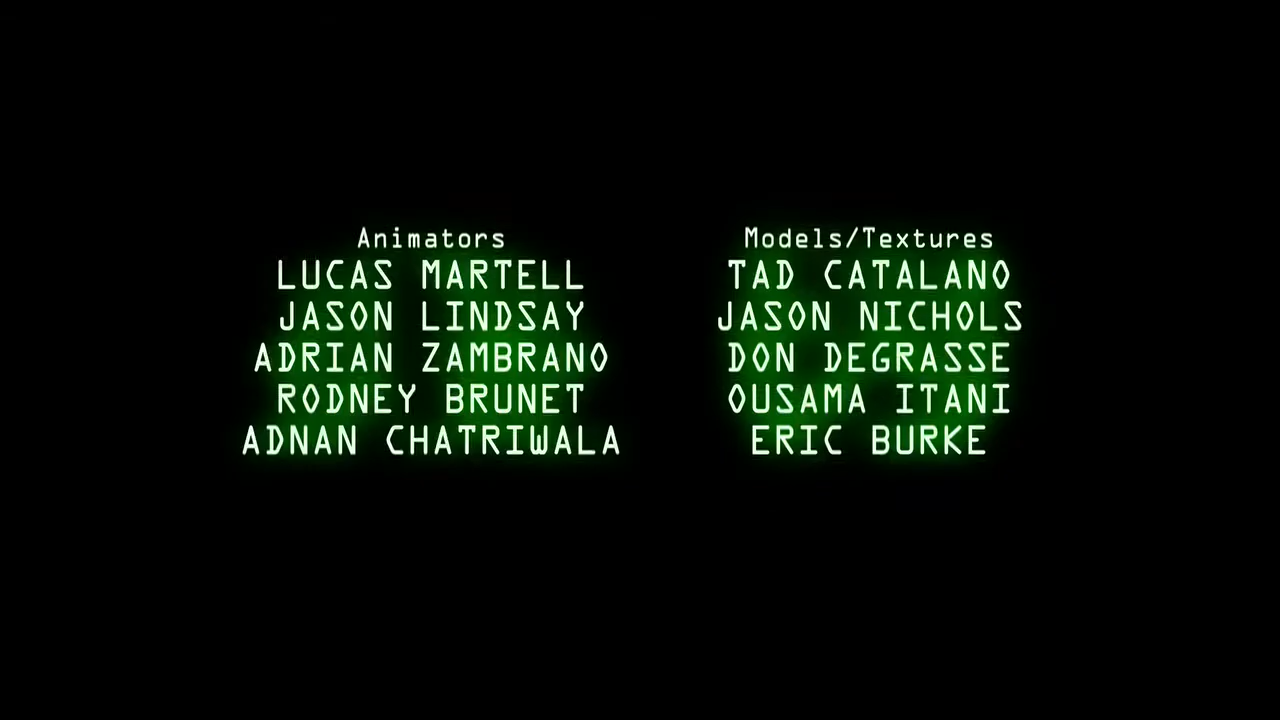 Animators
LUCAS MARTELL
JASON LINDSAY
ADRIAN ZAMBRANO
RODNEY BRUNET
ADNAN CHATRIWALA
Models/Textures
TAD CATALANO
JASON NICHOLS
DON DEGRASSE
OUSAMA ITANI
ERIC BURKE